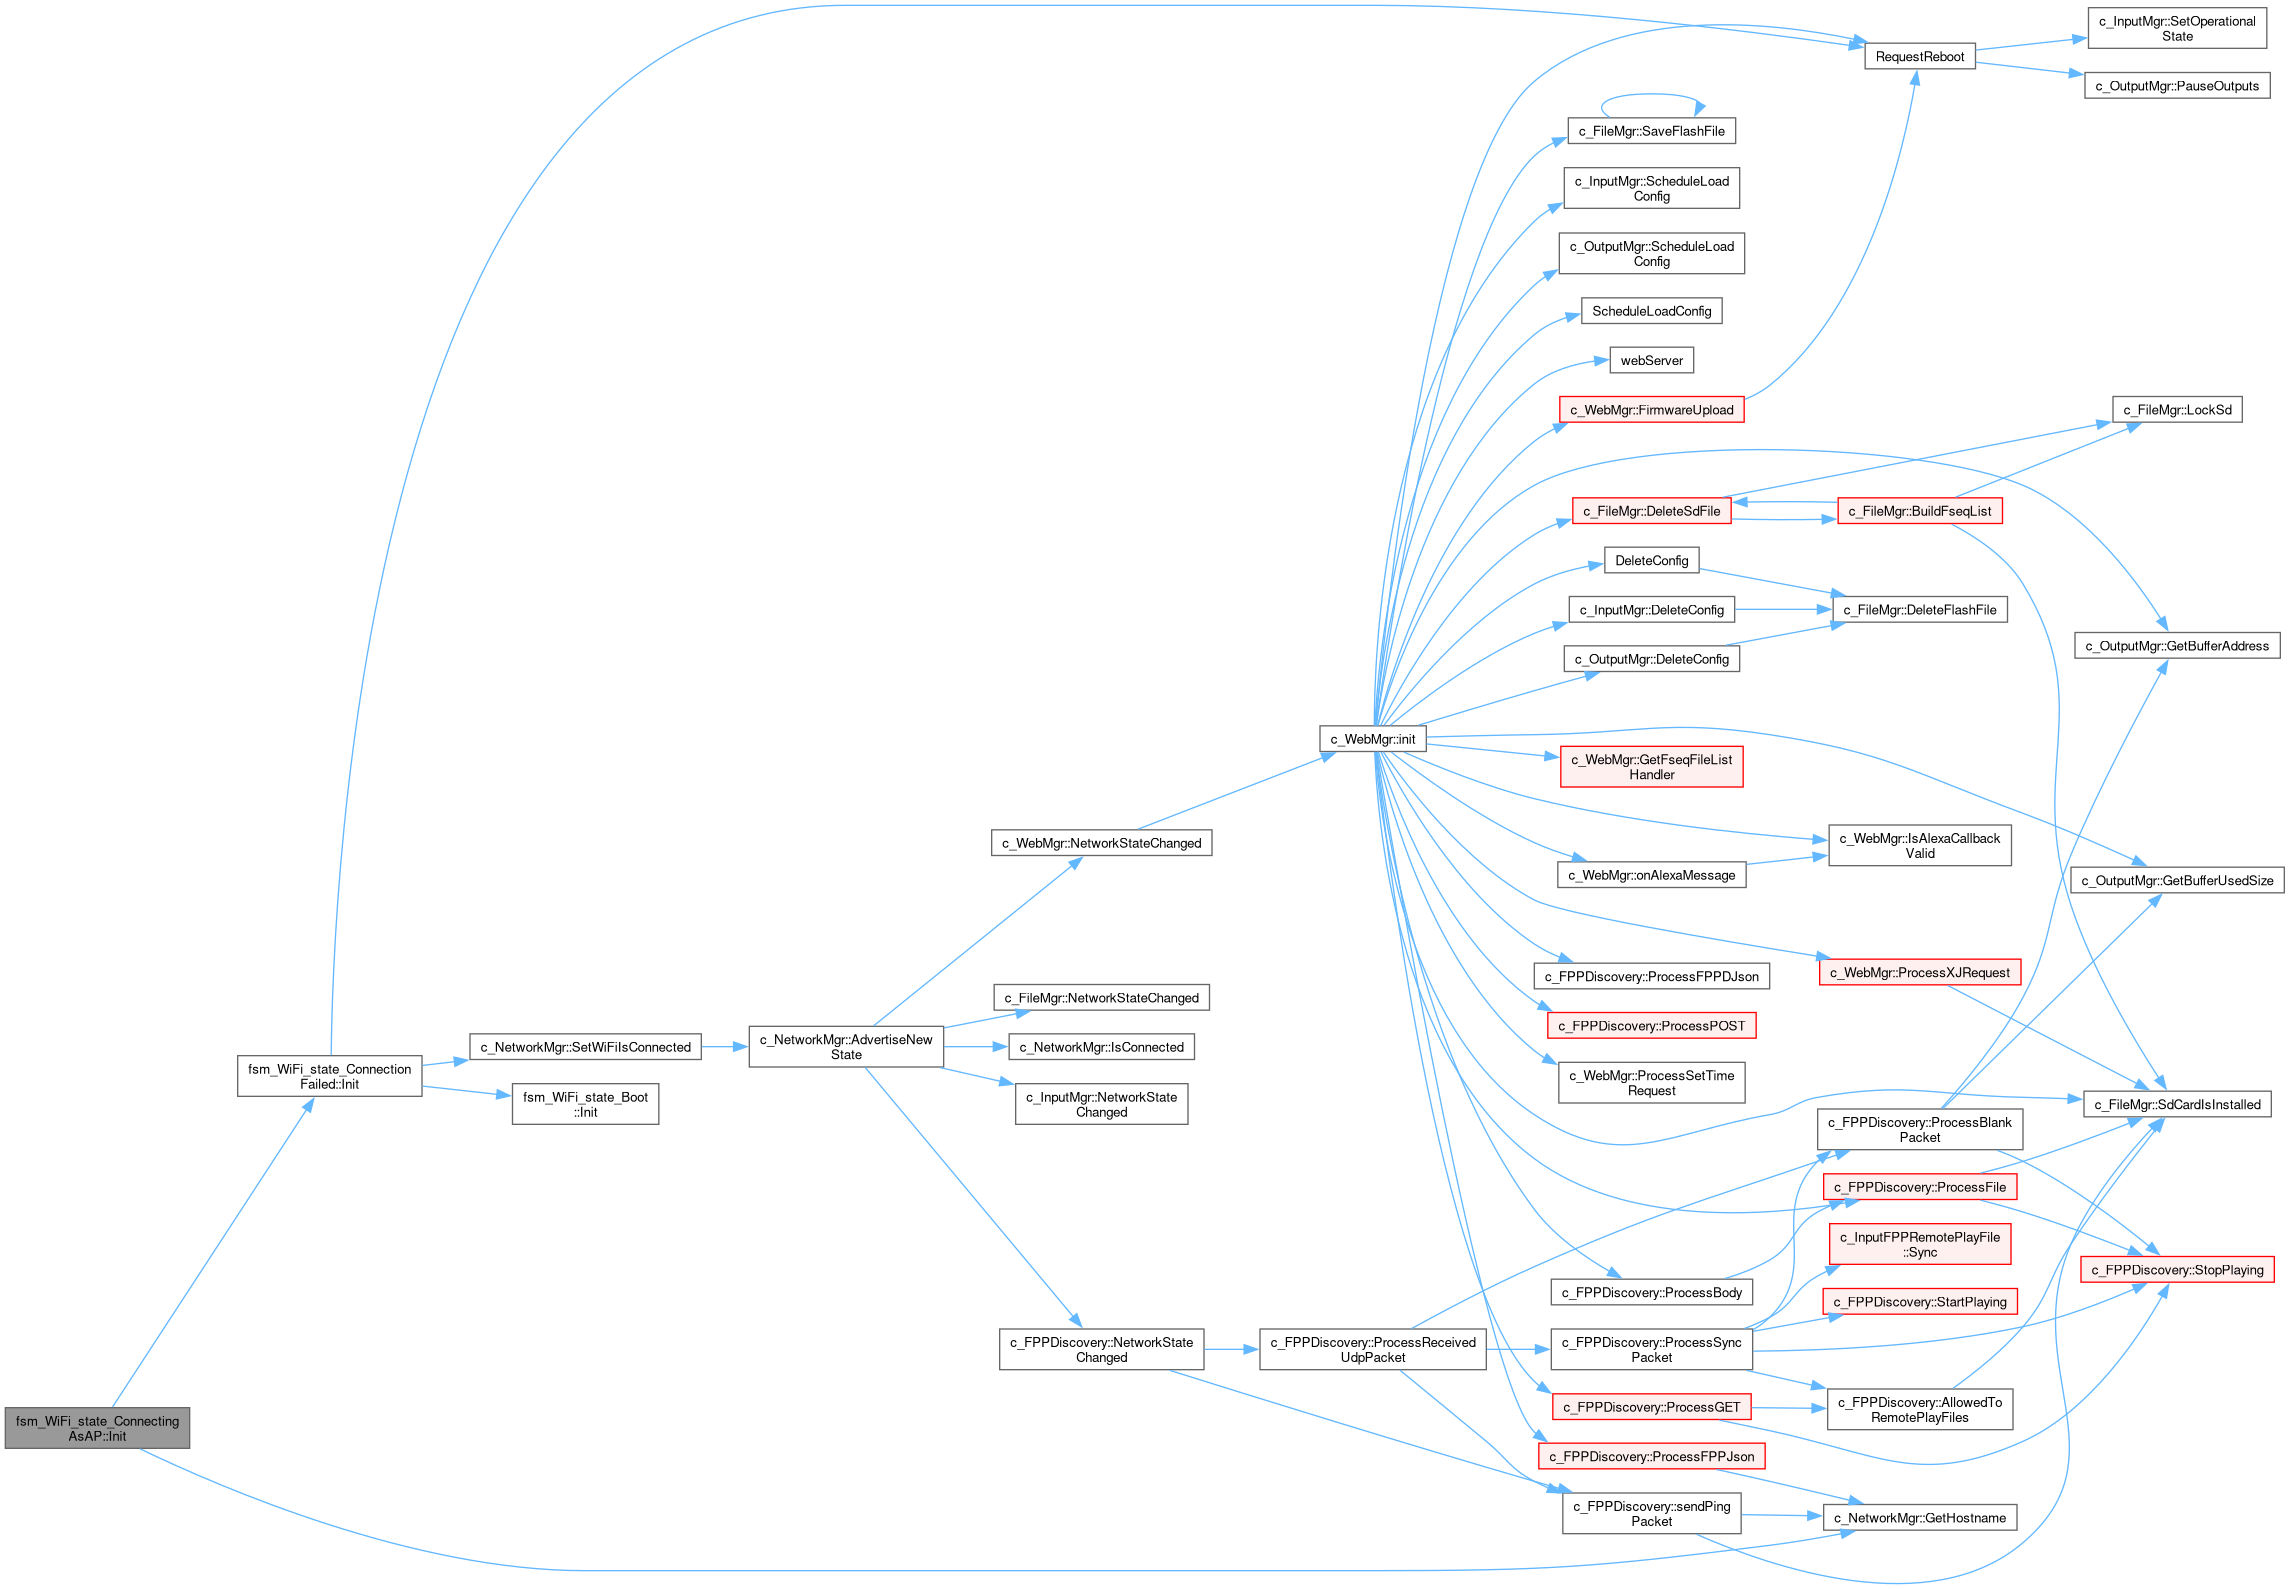 fsm_WiFi_state_Connecting
AsAP::Init
fsm_WiFi_state_Connection
Failed::Init
c_NetworkMgr::SetWiFiIsConnected
fsm_WiFi_state_Boot
::Init
c_NetworkMgr::AdvertiseNew
State
c_WebMgr::NetworkStateChanged
c_FileMgr::NetworkStateChanged
c_NetworkMgr::IsConnected
c_InputMgr::NetworkState
Changed
c_FPPDiscovery::NetworkState
Changed
c_WebMgr::init
c_FPPDiscovery::ProcessReceived
UdpPacket
c_FileMgr::SaveFlashFile
c_InputMgr::ScheduleLoad
Config
c_OutputMgr::ScheduleLoad
Config
ScheduleLoadConfig
webServer
c_WebMgr::FirmwareUpload
c_FileMgr::DeleteSdFile
DeleteConfig
c_InputMgr::DeleteConfig
c_OutputMgr::DeleteConfig
c_WebMgr::GetFseqFileList
Handler
c_WebMgr::onAlexaMessage
c_FPPDiscovery::ProcessFPPDJson
c_FPPDiscovery::ProcessPOST
c_WebMgr::ProcessSetTime
Request
c_FPPDiscovery::ProcessBody
c_FPPDiscovery::ProcessSync
Packet
c_FPPDiscovery::ProcessGET
c_FPPDiscovery::ProcessFPPJson
c_FPPDiscovery::sendPing
Packet
RequestReboot
c_FileMgr::BuildFseqList
c_FileMgr::DeleteFlashFile
c_WebMgr::IsAlexaCallback
Valid
c_WebMgr::ProcessXJRequest
c_FPPDiscovery::ProcessBlank
Packet
c_FPPDiscovery::ProcessFile
c_InputFPPRemotePlayFile
::Sync
c_FPPDiscovery::StartPlaying
c_FPPDiscovery::AllowedTo
RemotePlayFiles
c_NetworkMgr::GetHostname
c_InputMgr::SetOperational
State
c_OutputMgr::PauseOutputs
c_FileMgr::LockSd
c_OutputMgr::GetBufferAddress
c_OutputMgr::GetBufferUsedSize
c_FileMgr::SdCardIsInstalled
c_FPPDiscovery::StopPlaying